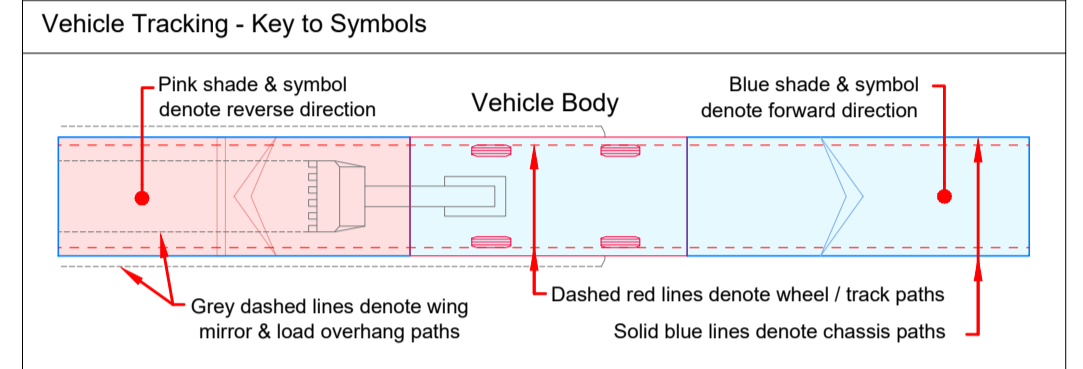 Vehicle Tracking - Key to Symbols
Pink shade & symbol
denote reverse direction
Vehicle Body
Blue shade & symbol
denote forward direction
Grey dashed lines denote wing
mirror & load overhang paths
Dashed red lines denote wheel / track paths
Solid blue lines denote chassis paths